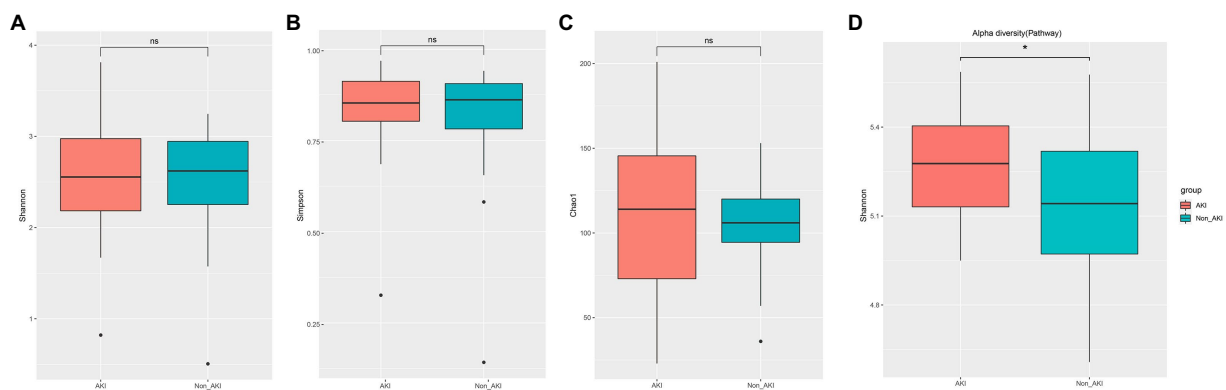 A
ns
4
3
2
1
Shannon
AKI
Non_AKI
B
ns
1.00
0.75
0.50
0.25
Simpson
AKI
Non_AKI
C
ns
200
150
100
50
Chao1
AKI
Non_AKI
D
Alpha diversity(Pathway)
*
5.4
5.1
4.8
Shannon
AKI
Non_AKI
group
AKI
Non_AKI